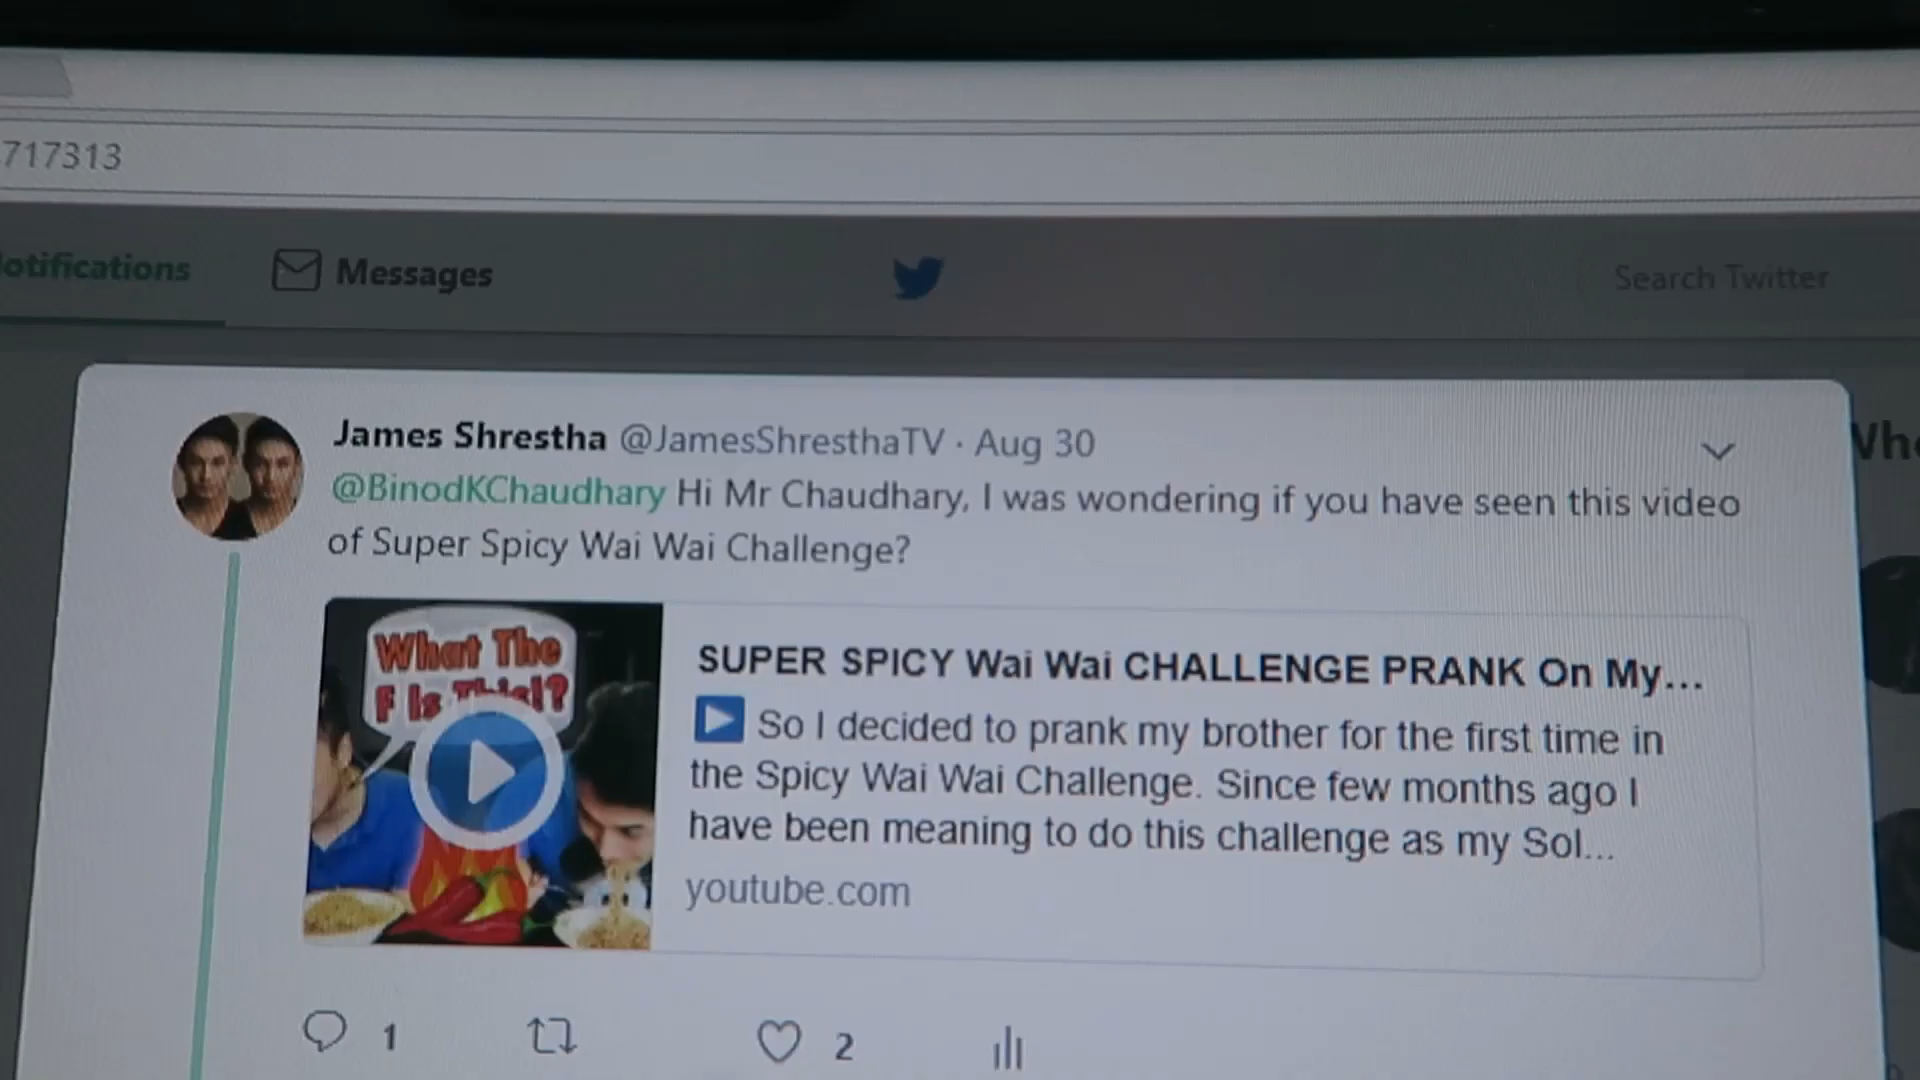 717313
otifications
Messages
Search Twitter
James Shrestha @JamesShresthaTV · Aug 30
@BinodKChaudhary Hi Mr Chaudhary, I was wondering if you have seen this video
of Super Spicy Wai Wai Challenge?
What The
F Is This!?
SUPER SPICY Wai Wai CHALLENGE PRANK On My...
So I decided to prank my brother for the first time in
the Spicy Wai Wai Challenge. Since few months ago I
have been meaning to do this challenge as my Sol...
youtube.com
1
2